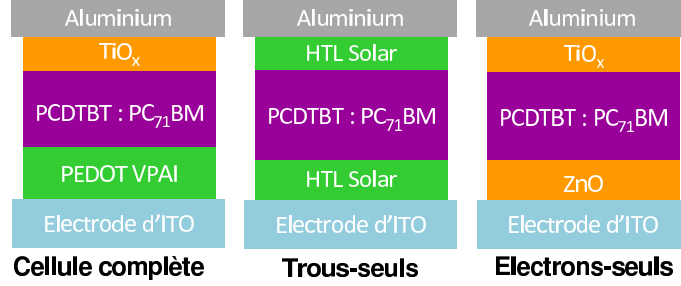 Aluminium
TiOₓ
PCDTBT : PC₇₁BM
PEDOT VPAI
Electrode d'ITO
Cellule complète
Aluminium
HTL Solar
PCDTBT : PC₇₁BM
HTL Solar
Electrode d'ITO
Trous-seuls
Aluminium
TiOₓ
PCDTBT : PC₇₁BM
ZnO
Electrode d'ITO
Electrons-seuls